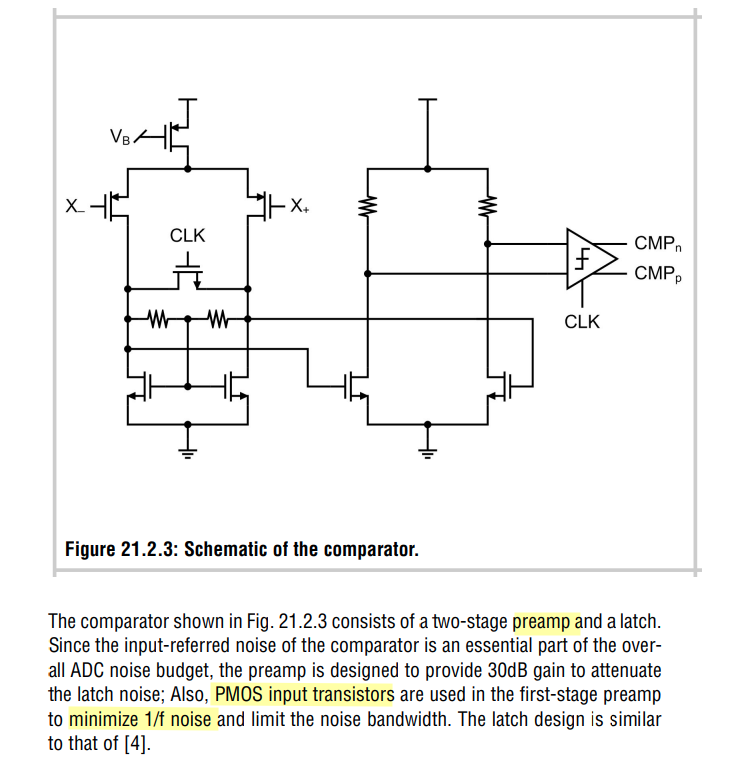 V_B
X_-
X_+
CLK
CMP_n
CMP_p
CLK
Figure 21.2.3: Schematic of the comparator.
The comparator shown in Fig. 21.2.3 consists of a two-stage preamp and a latch.
Since the input-referred noise of the comparator is an essential part of the over-
all ADC noise budget, the preamp is designed to provide 30dB gain to attenuate
the latch noise; Also, PMOS input transistors are used in the first-stage preamp
to minimize 1/f noise and limit the noise bandwidth. The latch design is similar
to that of [4].